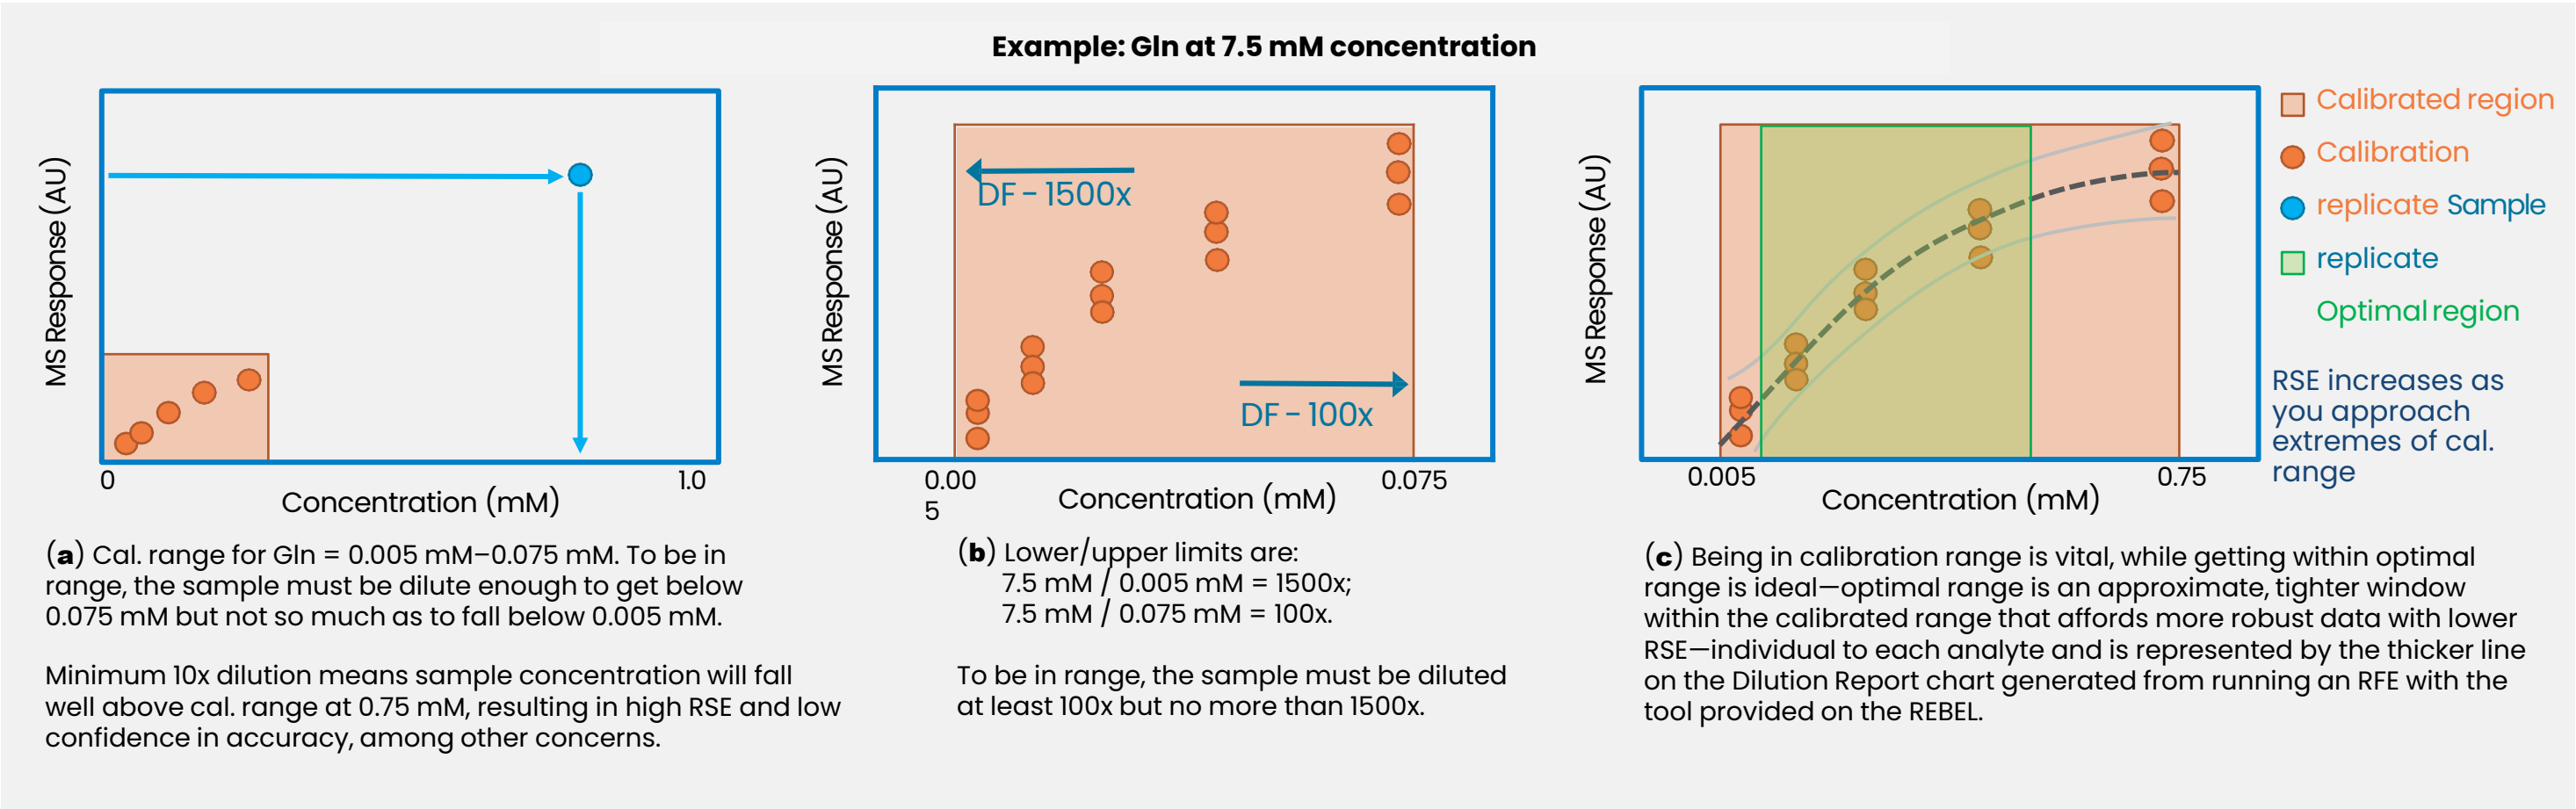 Example: Gln at 7.5 mM concentration
MS Response (AU)
0
1.0
Concentration (mM)
(a) Cal. range for Gln = 0.005 mM–0.075 mM. To be in
range, the sample must be dilute enough to get below
0.075 mM but not so much as to fall below 0.005 mM.
Minimum 10x dilution means sample concentration will fall
well above cal. range at 0.75 mM, resulting in high RSE and low
confidence in accuracy, among other concerns.
MS Response (AU)
DF – 1500x
DF – 100x
0.00
5
0.075
Concentration (mM)
(b) Lower/upper limits are:
7.5 mM / 0.005 mM = 1500x;
7.5 mM / 0.075 mM = 100x.
To be in range, the sample must be diluted
at least 100x but no more than 1500x.
MS Response (AU)
0.005
0.75
Concentration (mM)
Calibrated region
Calibration
replicate Sample
replicate
Optimal region
RSE increases as
you approach
extremes of cal.
range
(c) Being in calibration range is vital, while getting within optimal
range is ideal—optimal range is an approximate, tighter window
within the calibrated range that affords more robust data with lower
RSE—individual to each analyte and is represented by the thicker line
on the Dilution Report chart generated from running an RFE with the
tool provided on the REBEL.